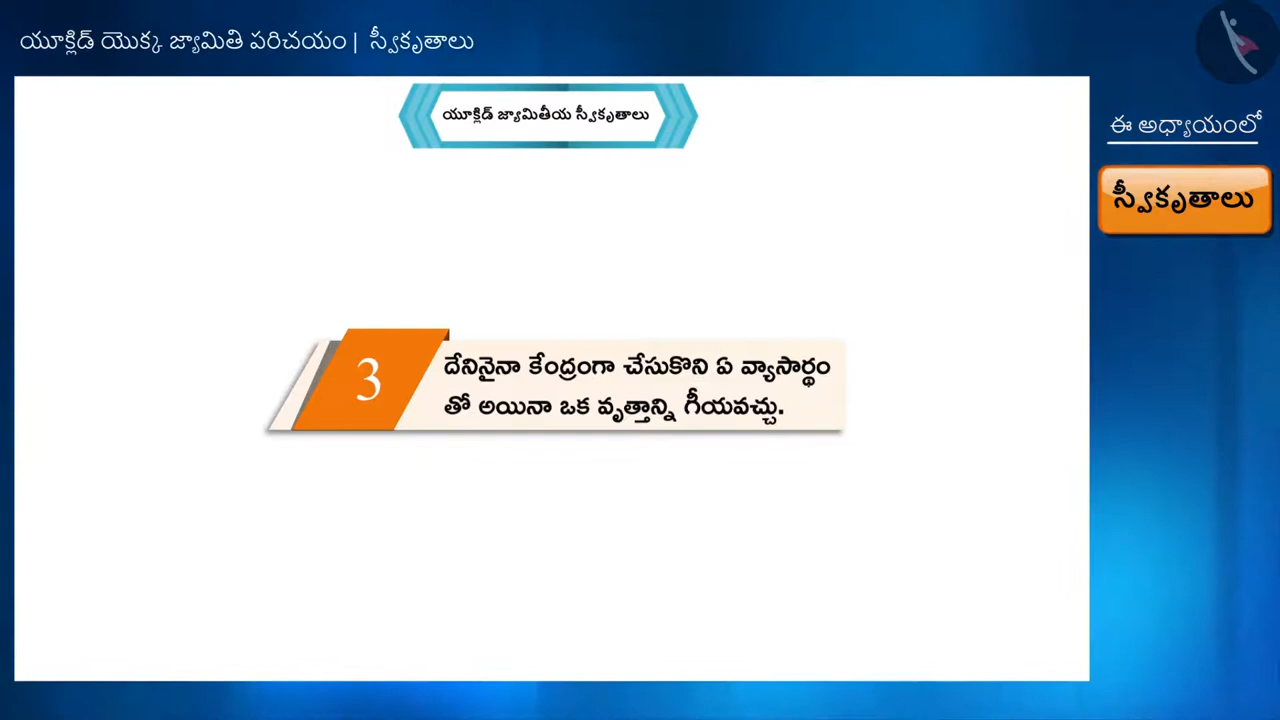 యూక్లిడ్ యొక్క జ్యామితి పరిచయం | స్వీకృతాలు
యూక్లిడ్ జ్యామితీయ స్వీకృతాలు
ఈ అధ్యాయంలో
స్వీకృతాలు
3
దేనినైనా కేంద్రంగా చేసుకొని ఏ వ్యాసార్థం
తో అయినా ఒక వృత్తాన్ని గీయవచ్చు.